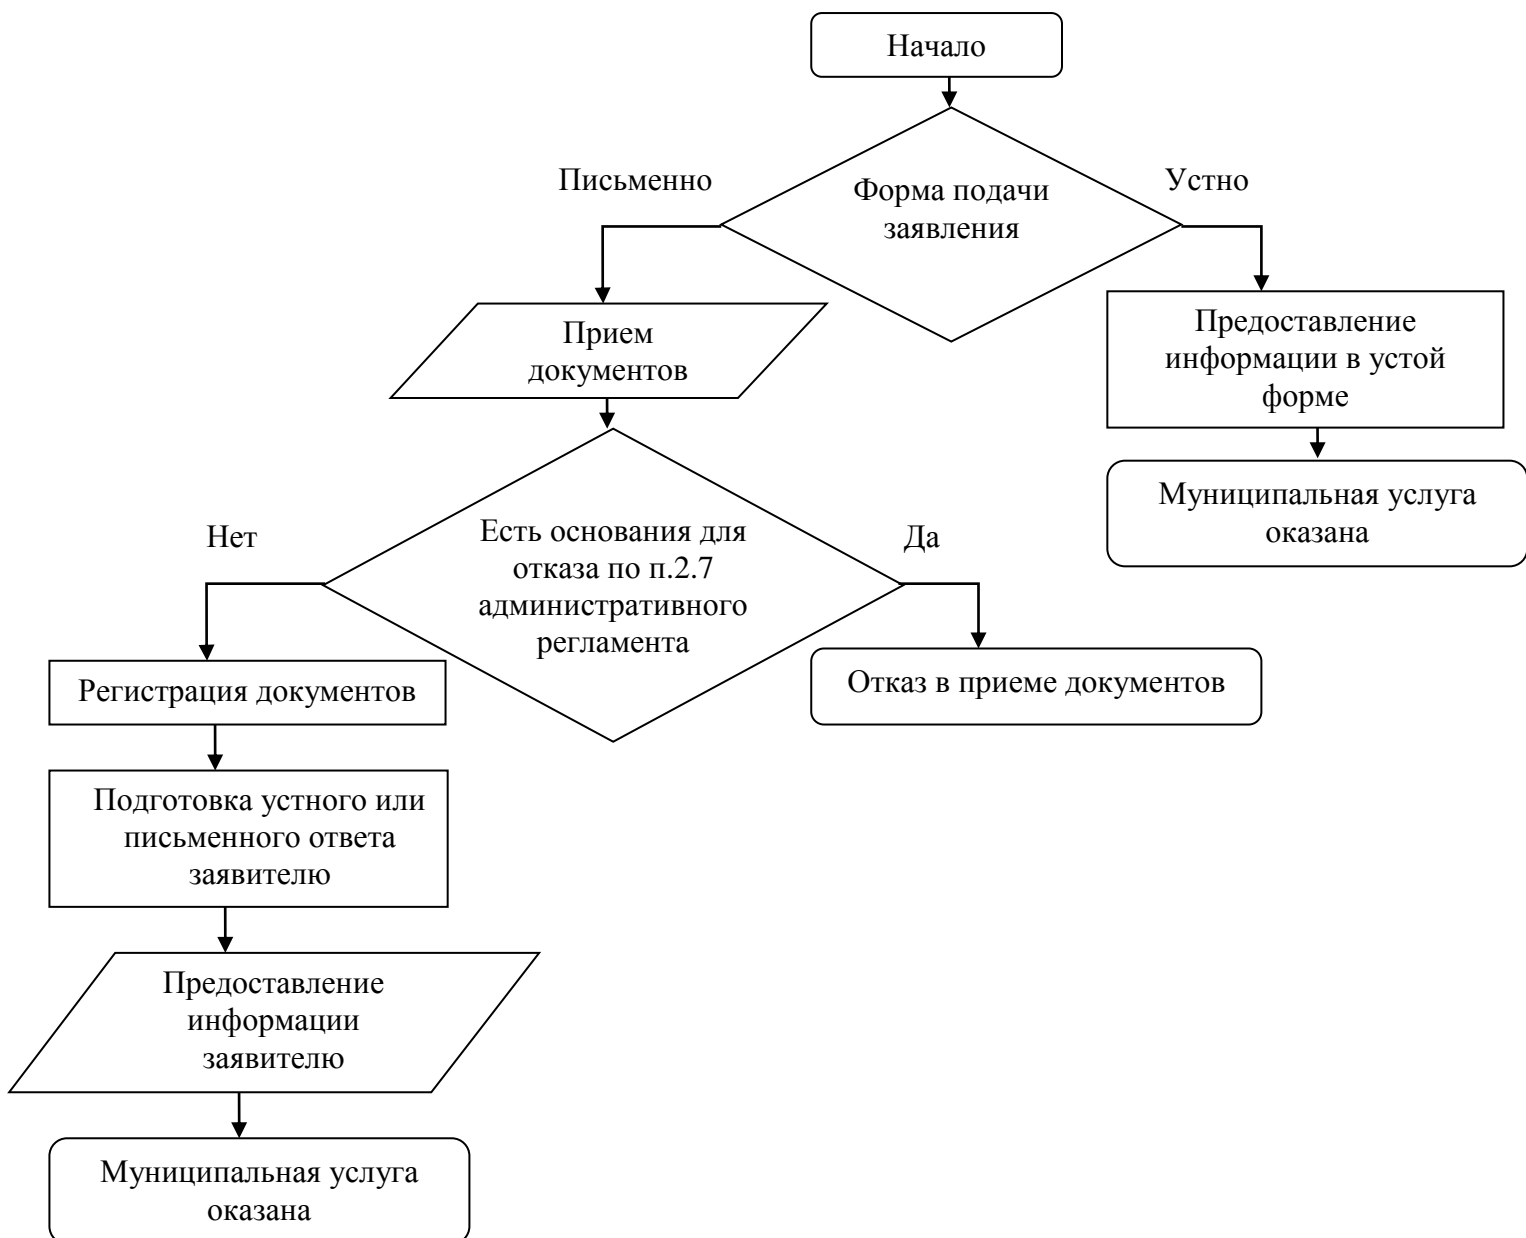 Начало
Письменно
Форма подачи
заявления
Устно
Прием
документов
Предоставление
информации в устой
форме
Муниципальная услуга
оказана
Нет
Есть основания для
отказа по п.2.7
административного
регламента
Да
Регистрация документов
Отказ в приеме документов
Подготовка устного или
письменного ответа
заявителю
Предоставление
информации
заявителю
Муниципальная услуга
оказана